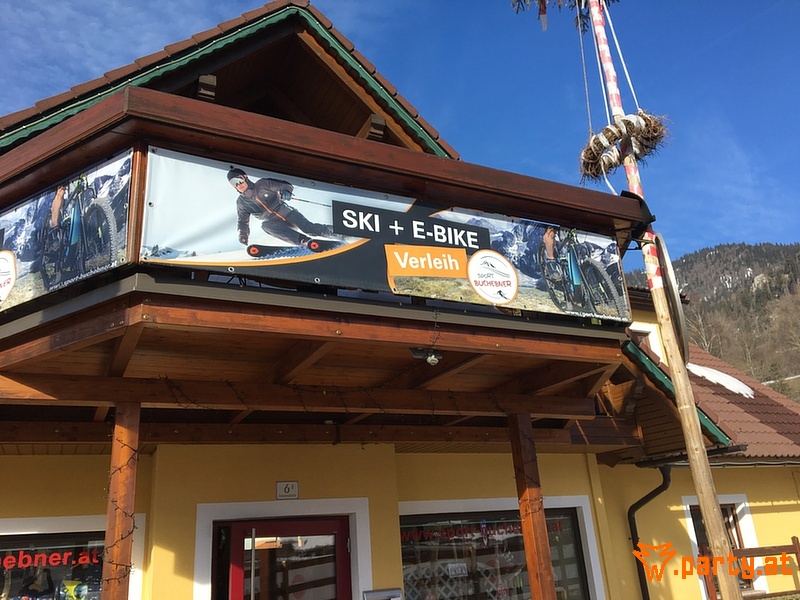 SKI + E-BIKE
Verleih
SPORT
BUCHEBNER
6
ebner.at
.party.at